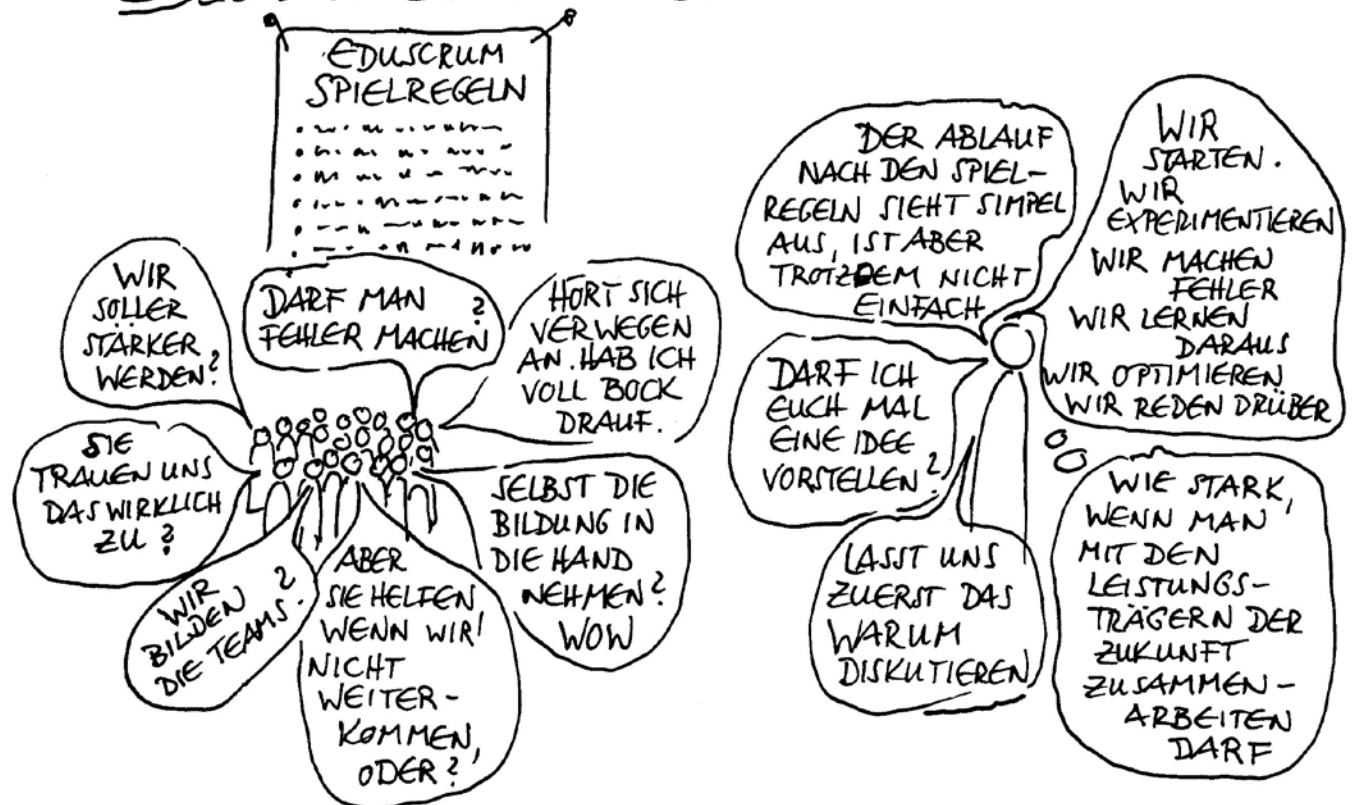 EDUSCRUM
SPIELREGELN
WIR
SOLLEN
STÄRKER
WERDEN?
DARF MAN
FEHLER MACHEN?
HÖRT SICH
VERWEGEN
AN. HAB ICH
VOLL BOCK
DRAUF.
SIE
TRAUEN UNS
DAS WIRKLICH
ZU?
WIR
BILDEN
DIE TEAMS?
ABER
SIE HELFEN
WENN WIR
NICHT
WEITER-
KOMMEN,
ODER?
SELBST DIE
BILDUNG IN
DIE HAND
NEHMEN?
WOW
DER ABLAUF
NACH DEN SPIEL-
REGELN SIEHT SIMPEL
AUS, IST ABER
TROTZDEM NICHT
EINFACH
WIR
STARTEN.
WIR
EXPERIMENTIEREN
WIR MACHEN
FEHLER
WIR LERNEN
DARAUS
WIR OPTIMIEREN
WIR REDEN DRÜBER
DARF ICH
EUCH MAL
EINE IDEE
VORSTELLEN?
LASST UNS
ZUERST DAS
WARUM
DISKUTIEREN
WIE STARK,
WENN MAN
MIT DEN
LEISTUNGS-
TRÄGERN DER
ZUKUNFT
ZUSAMMEN-
ARBEITEN
DARF